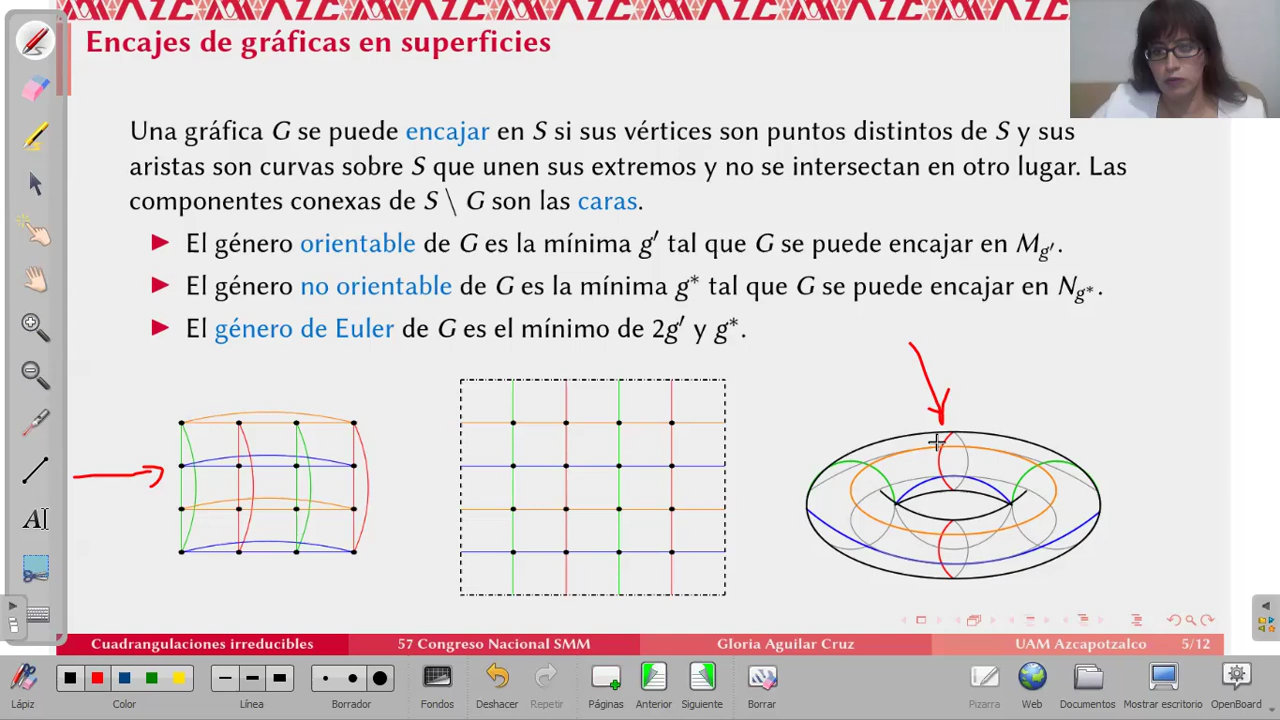 Encajes de gráficas en superficies
Una gráfica G se puede encajar en S si sus vértices son puntos distintos de S y sus
aristas son curvas sobre S que unen sus extremos y no se intersectan en otro lugar. Las
componentes conexas de S \ G son las caras.
El género orientable de G es la mínima g′ tal que G se puede encajar en M_g′.
El género no orientable de G es la mínima g* tal que G se puede encajar en N_g*.
El género de Euler de G es el mínimo de 2g′ y g*.
Cuadrangulaciones irreducibles 57 Congreso Nacional SMM Gloria Aguilar Cruz UAM Azcapotzalco 5/12
Lápiz Color Línea Borrador Fondos Deshacer Repetir Páginas Anterior Siguiente Borrar Pizarra Web Documentos Mostrar escritorio OpenBoard